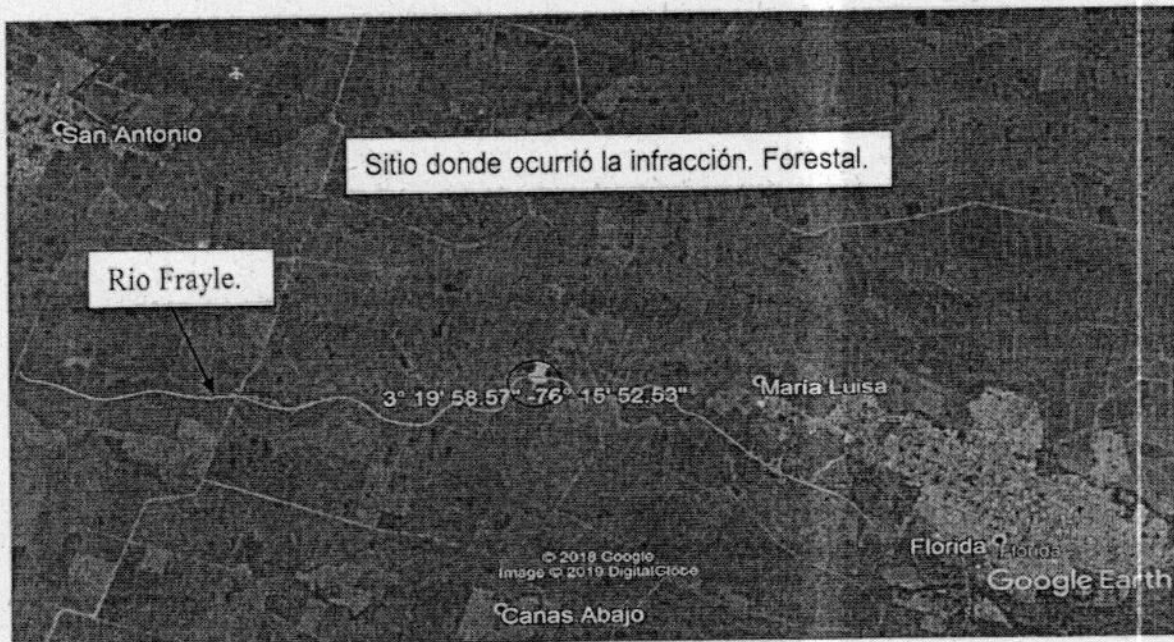 San Antonio
Sitio donde ocurrió la infracción. Forestal.
Rio Frayle.
3° 19' 58.57" -76° 15' 52.53"
María Luisa
Florida Florida
© 2018 Google
Image © 2019 DigitalGlobe
Google Earth
Canas Abajo